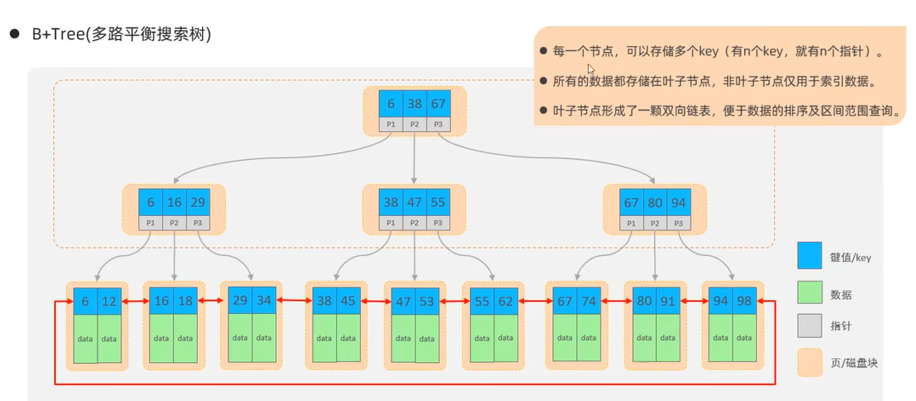 ● B+Tree(多路平衡搜索树)
● 每一个节点，可以存储多个key（有n个key，就有n个指针）。
● 所有的数据都存储在叶子节点，非叶子节点仅用于索引数据。
● 叶子节点形成了一颗双向链表，便于数据的排序及区间范围查询。
6 38 67
P1 P2 P3
6 16 29 38 47 55 67 80 94
P1 P2 P3 P1 P2 P3 P1 P2 P3
键值/key
数据
指针
页/磁盘块
6 12 16 18 29 34 38 45 47 53 55 62 67 74 80 91 94 98
data data data data data data data data data data data data data data data data data data